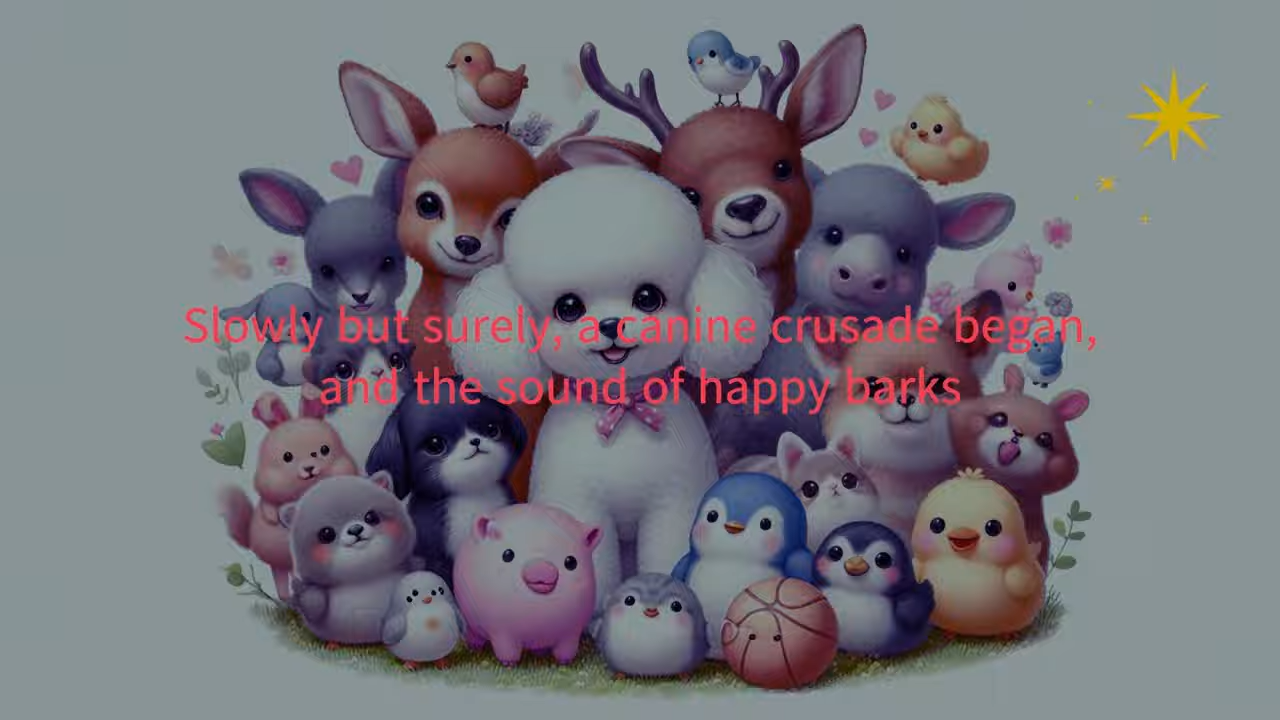 Slowly but surely, a canine crusade began,
and the sound of happy barks